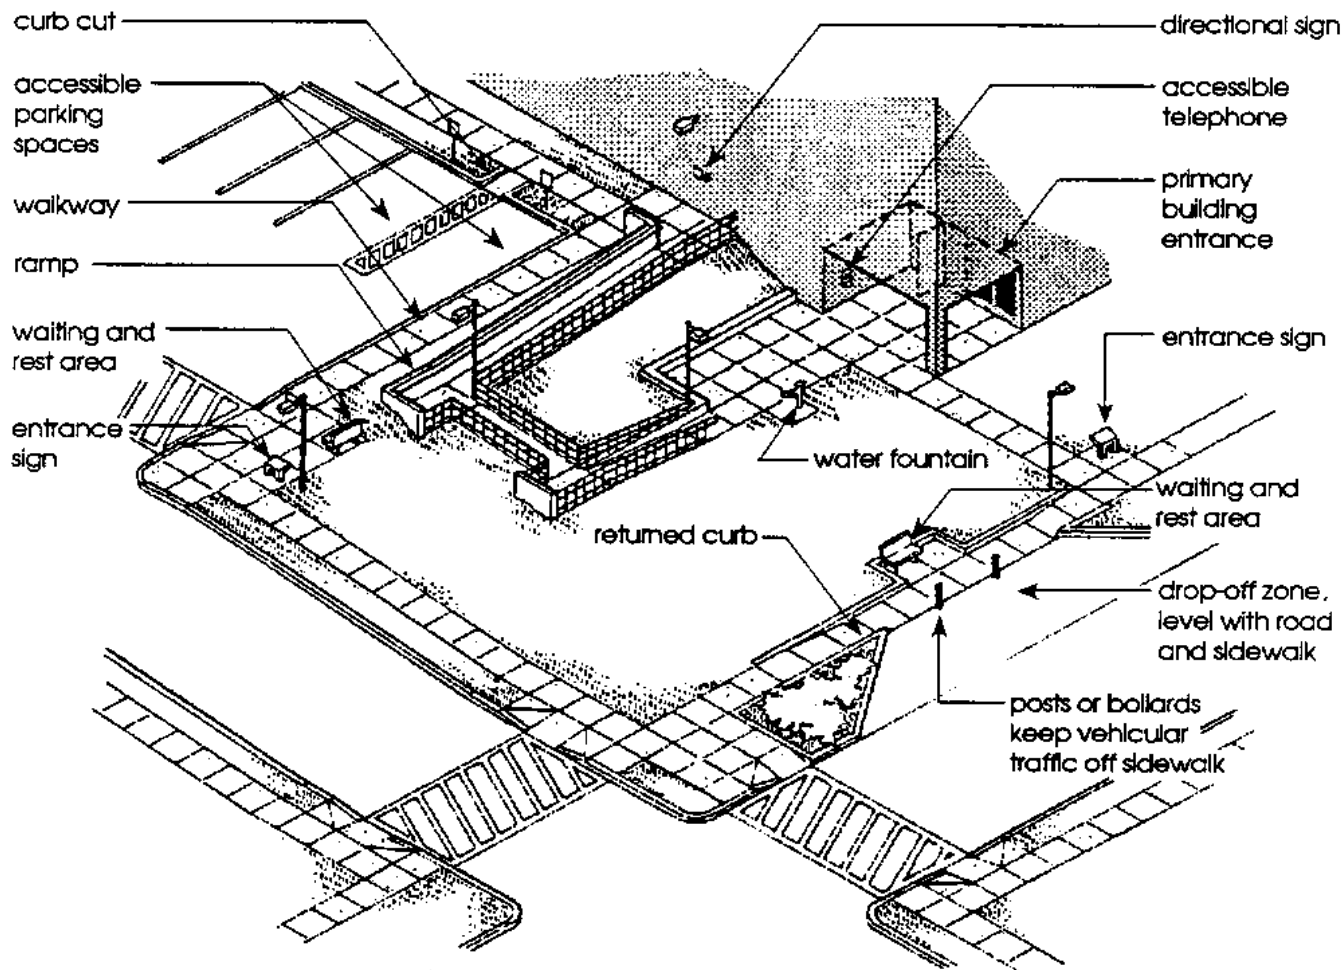 curb cut
accessible
parking
spaces
walkway
ramp
waiting and
rest area
entrance
sign
directional sign
accessible
telephone
primary
building
entrance
entrance sign
water fountain
waiting and
rest area
returned curb
drop-off zone,
level with road
and sidewalk
posts or bollards
keep vehicular
traffic off sidewalk